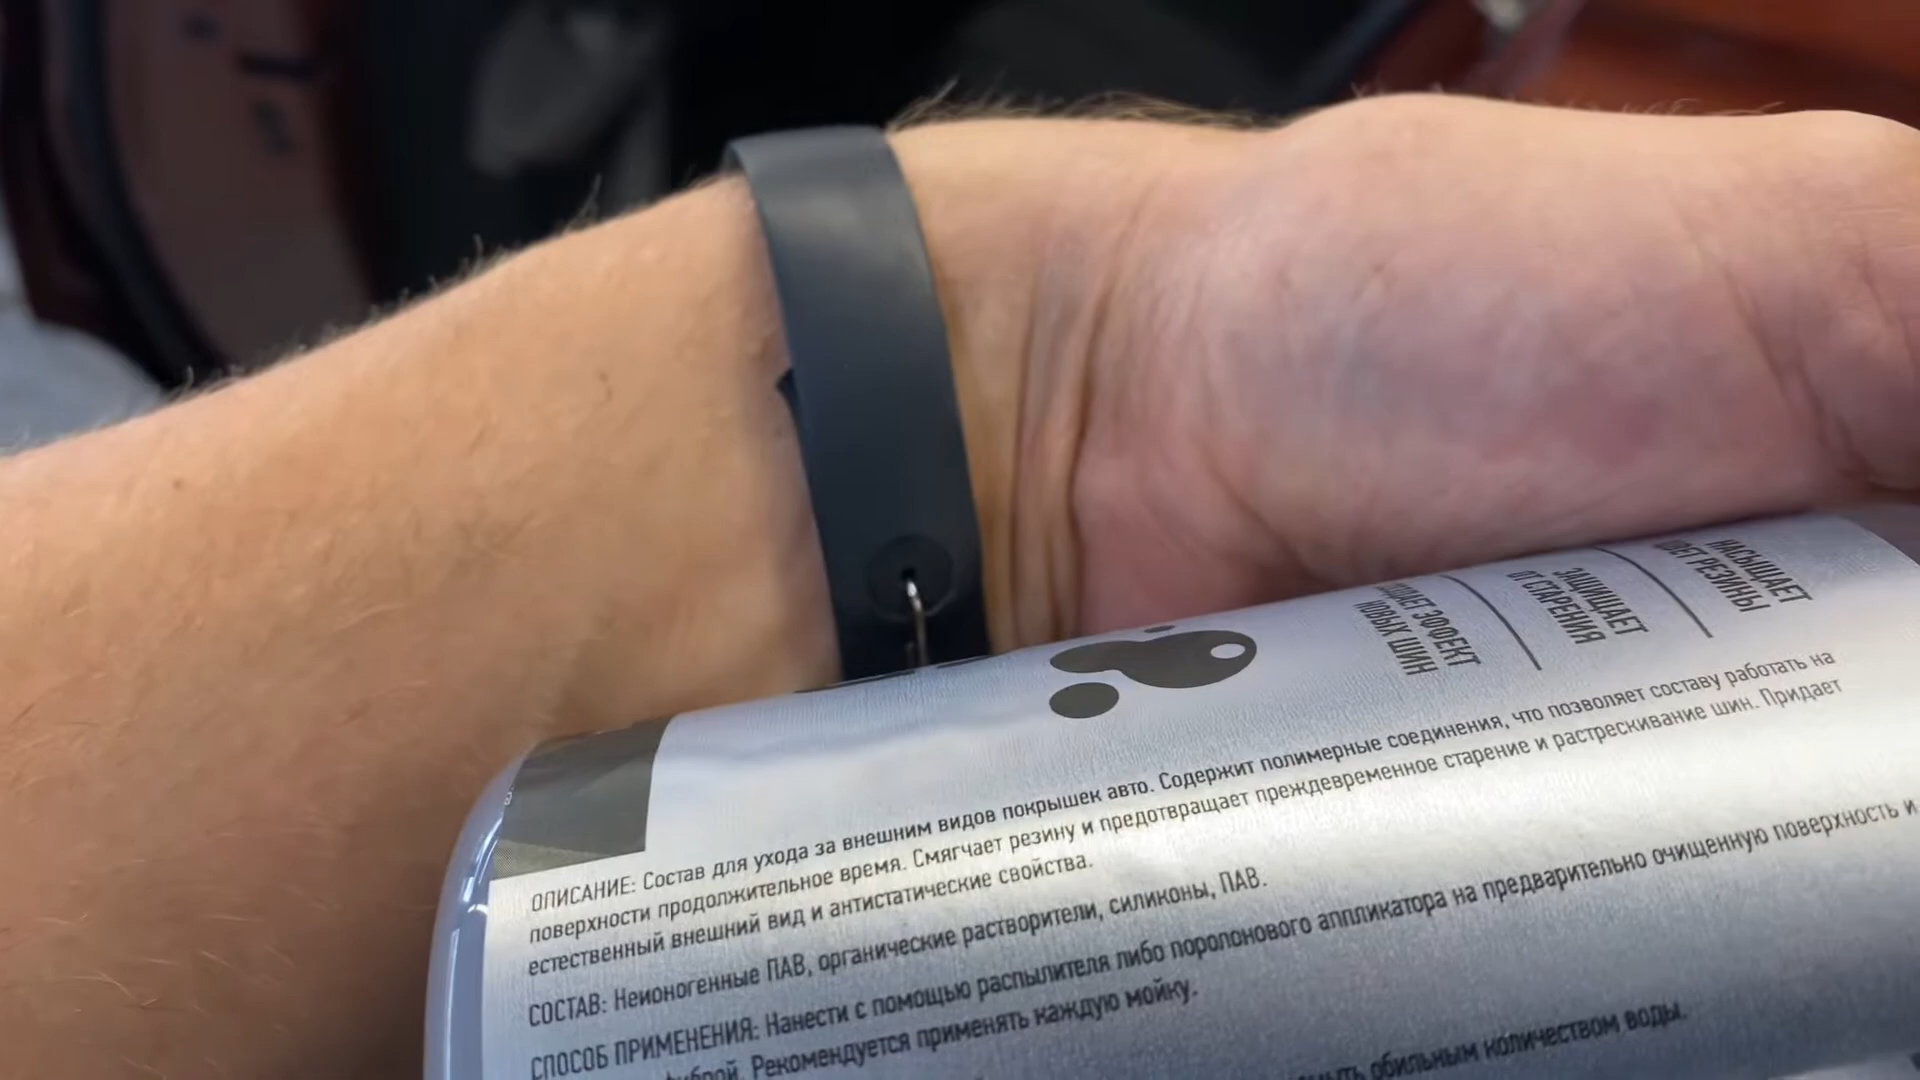 НАСЫЩАЕТ
ЦВЕТ РЕЗИНЫ
ЗАЩИЩАЕТ
ОТ СТАРЕНИЯ
ЭФФЕКТ
НОВЫХ ШИН
ОПИСАНИЕ: Состав для ухода за внешним видов покрышек авто. Содержит полимерные соединения, что позволяет составу работать на
поверхности продолжительное время. Смягчает резину и предотвращает преждевременное старение и растрескивание шин. Придает
естественный внешний вид и антистатические свойства.
СОСТАВ: Неионогенные ПАВ, органические растворители, силиконы, ПАВ.
СПОСОБ ПРИМЕНЕНИЯ: Нанести с помощью распылителя либо поролонового аппликатора на предварительно очищенную поверхность и
Рекомендуется применять каждую мойку.
обильным количеством воды.